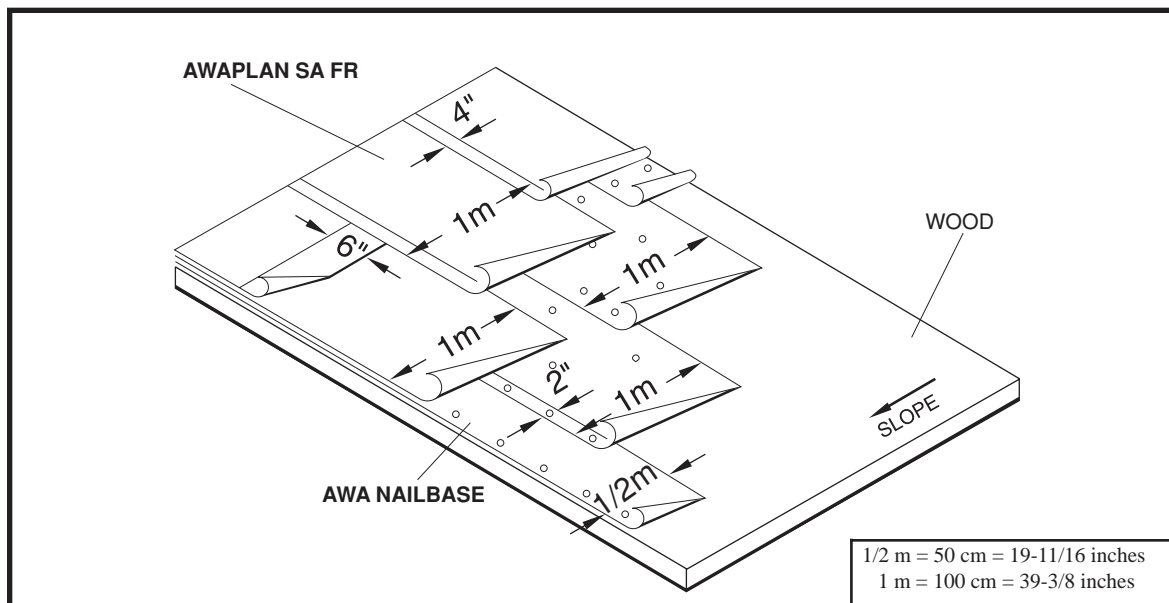 AWAPLAN SA FR
4"
1m
WOOD
6"
1m
1m
2"
1m
SLOPE
AWA NAILBASE
1/2m
1/2 m = 50 cm = 19-11/16 inches
1 m = 100 cm = 39-3/8 inches